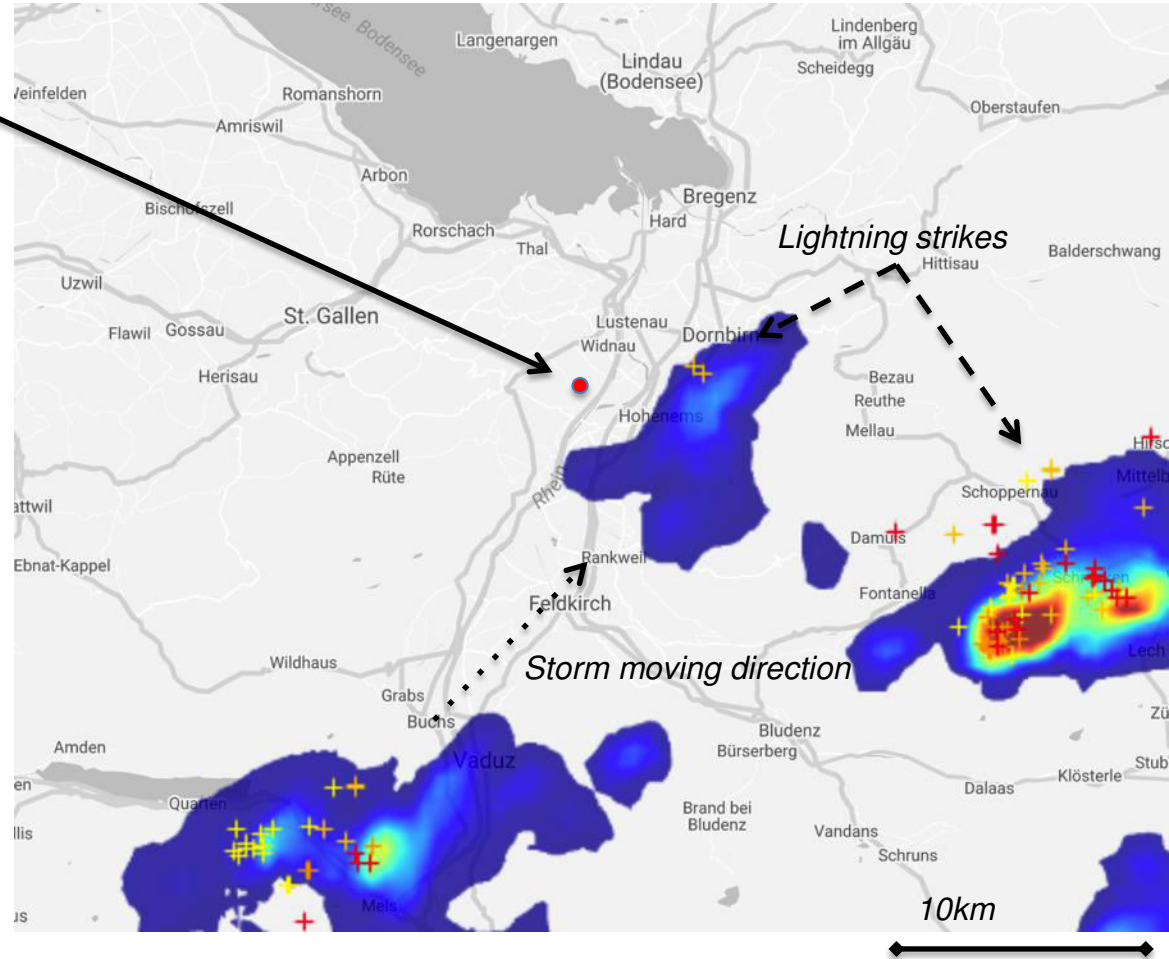 Bodensee
Langenargen
Lindau
(Bodensee)
Lindenberg
im Allgäu
Scheidegg
Weinfelden
Romanshorn
Amriswil
Oberstaufen
Arbon
Bischofszell
Bregenz
Rorschach
Hard
Thal
Lightning strikes
Hittisau
Balderschwang
Uzwil
St. Gallen
Flawil
Gossau
Lustenau
Widnau
Dornbirn
Herisau
Bezau
Reuthe
Hohenems
Mellau
Appenzell
Rüte
Rhein
Schoppernau
Damüls
Ebnat-Kappel
Rankweil
Feldkirch
Fontanella
Lech
Wildhaus
Storm moving direction
Grabs
Buchs
Bludenz
Bürserberg
Amden
Vaduz
Klösterle
Dalaas
Quarten
Brand bei
Bludenz
Vandans
Schruns
Mels
10km